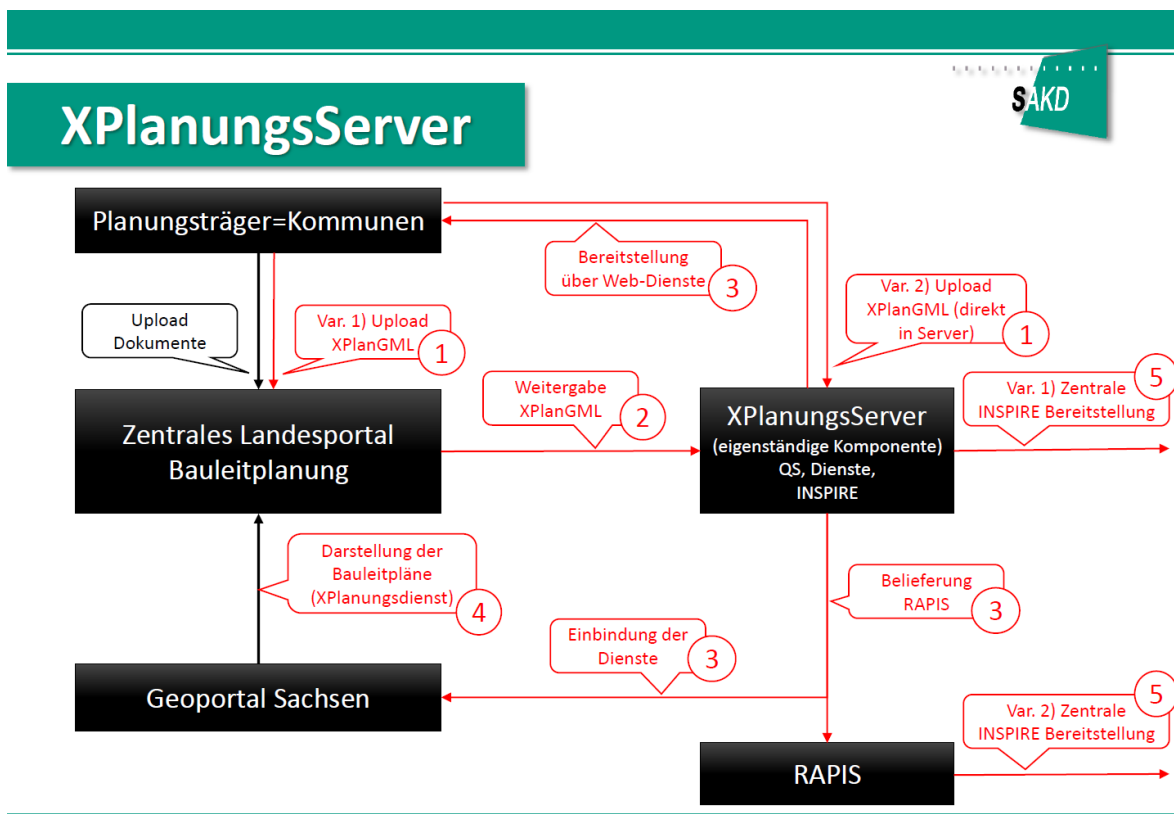 SAKD
XPlanungsServer
Planungsträger=Kommunen
Bereitstellung
über Web-Dienste
3
Upload
Dokumente
Var. 1) Upload
XPlanGML
1
Var. 2) Upload
XPlanGML (direkt
in Server)
1
Zentrales Landesportal
Bauleitplanung
Weitergabe
XPlanGML
2
XPlanungsServer
(eigenständige Komponente)
QS, Dienste,
INSPIRE
5
Var. 1) Zentrale
INSPIRE Bereitstellung
Darstellung der
Bauleitpläne
(XPlanungsdienst)
4
Belieferung
RAPIS
3
Einbindung der
Dienste
3
Geoportal Sachsen
5
Var. 2) Zentrale
INSPIRE Bereitstellung
RAPIS